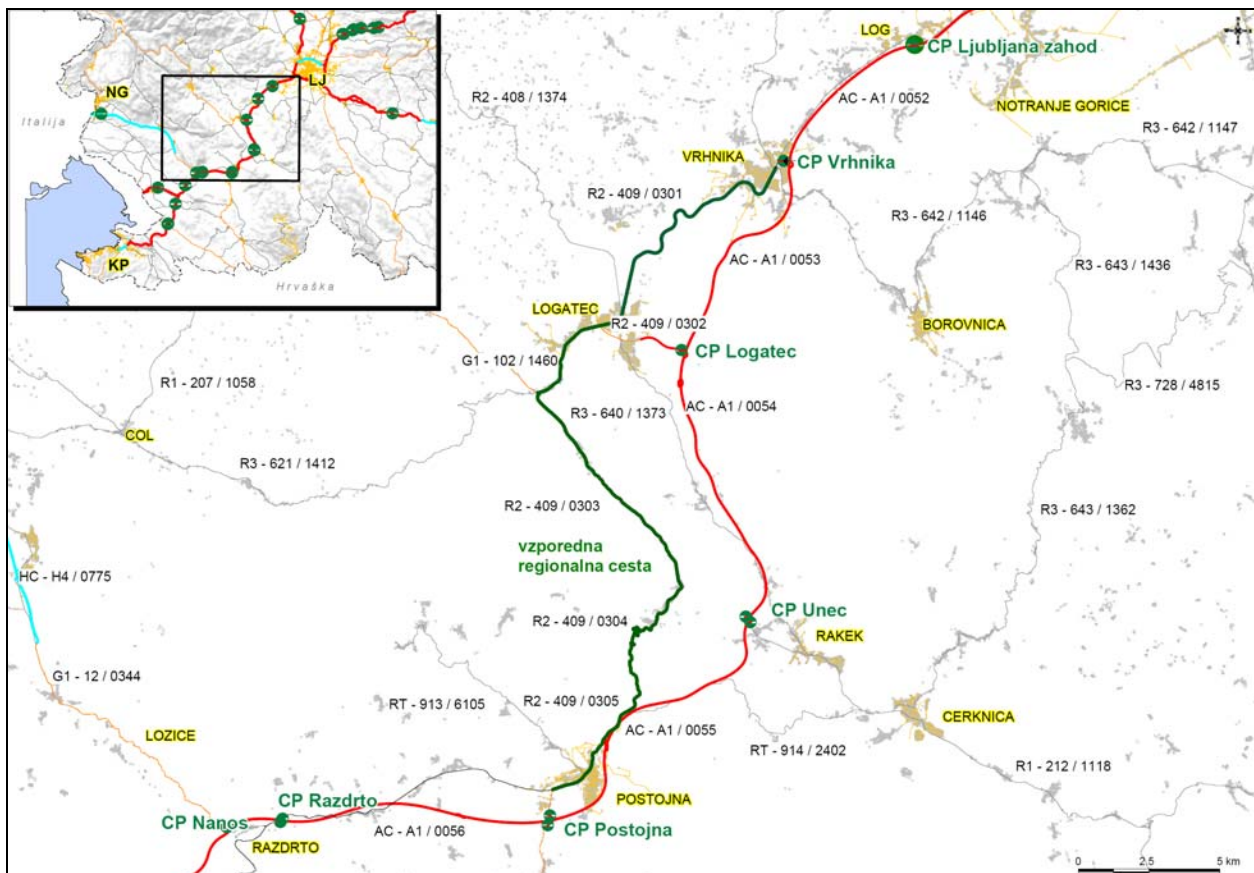 NG
LJ
Italija
KP
Hrvaška
LOG
CP Ljubljana zahod
R2 - 408 / 1374
AC - A1 / 0052
NOTRANJE GORICE
R3 - 642 / 1147
VRHNIKA
CP Vrhnika
R2 - 409 / 0301
R3 - 642 / 1146
AC - A1 / 0053
R3 - 643 / 1436
LOGATEC
R2 - 409 / 0302
BOROVNICA
CP Logatec
G1 - 102 / 1460
R3 - 728 / 4815
R1 - 207 / 1058
AC - A1 / 0054
R3 - 640 / 1373
COL
R3 - 621 / 1412
R2 - 409 / 0303
R3 - 643 / 1362
vzporedna
regionalna cesta
HC - H4 / 0775
CP Unec
R2 - 409 / 0304
RAKEK
G1 - 12 / 0344
RT - 913 / 6105
R2 - 409 / 0305
CERKNICA
LOZICE
AC - A1 / 0055
RT - 914 / 2402
R1 - 212 / 1118
CP Razdrto
POSTOJNA
CP Nanos
AC - A1 / 0056
CP Postojna
RAZDRTO
0 2,5 5 km